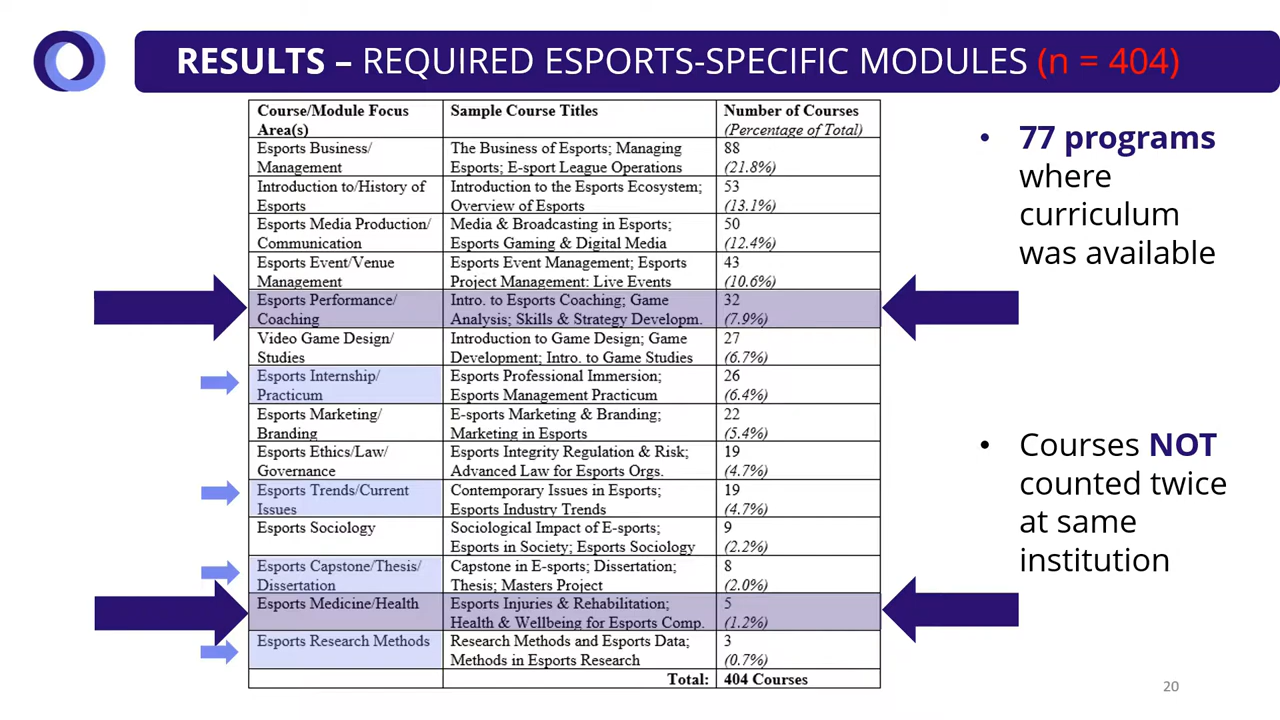 RESULTS – REQUIRED ESPORTS-SPECIFIC MODULES (n = 404)
Course/Module Focus Area(s) | Sample Course Titles | Number of Courses (Percentage of Total)
Esports Business/ Management | The Business of Esports; Managing Esports; E-sport League Operations | 88 (21.8%)
Introduction to/History of Esports | Introduction to the Esports Ecosystem; Overview of Esports | 53 (13.1%)
Esports Media Production/ Communication | Media & Broadcasting in Esports; Esports Gaming & Digital Media | 50 (12.4%)
Esports Event/Venue Management | Esports Event Management; Esports Project Management: Live Events | 43 (10.6%)
Esports Performance/ Coaching | Intro. to Esports Coaching; Game Analysis; Skills & Strategy Developm. | 32 (7.9%)
Video Game Design/ Studies | Introduction to Game Design; Game Development; Intro. to Game Studies | 27 (6.7%)
Esports Internship/ Practicum | Esports Professional Immersion; Esports Management Practicum | 26 (6.4%)
Esports Marketing/ Branding | E-sports Marketing & Branding; Marketing in Esports | 22 (5.4%)
Esports Ethics/Law/ Governance | Esports Integrity Regulation & Risk; Advanced Law for Esports Orgs. | 19 (4.7%)
Esports Trends/Current Issues | Contemporary Issues in Esports; Esports Industry Trends | 19 (4.7%)
Esports Sociology | Sociological Impact of E-sports; Esports in Society; Esports Sociology | 9 (2.2%)
Esports Capstone/Thesis/ Dissertation | Capstone in E-sports; Dissertation; Thesis; Masters Project | 8 (2.0%)
Esports Medicine/Health | Esports Injuries & Rehabilitation; Health & Wellbeing for Esports Comp. | 5 (1.2%)
Esports Research Methods | Research Methods and Esports Data; Methods in Esports Research | 3 (0.7%)
Total: | 404 Courses
• 77 programs
where
curriculum
was available
• Courses NOT
counted twice
at same
institution
20